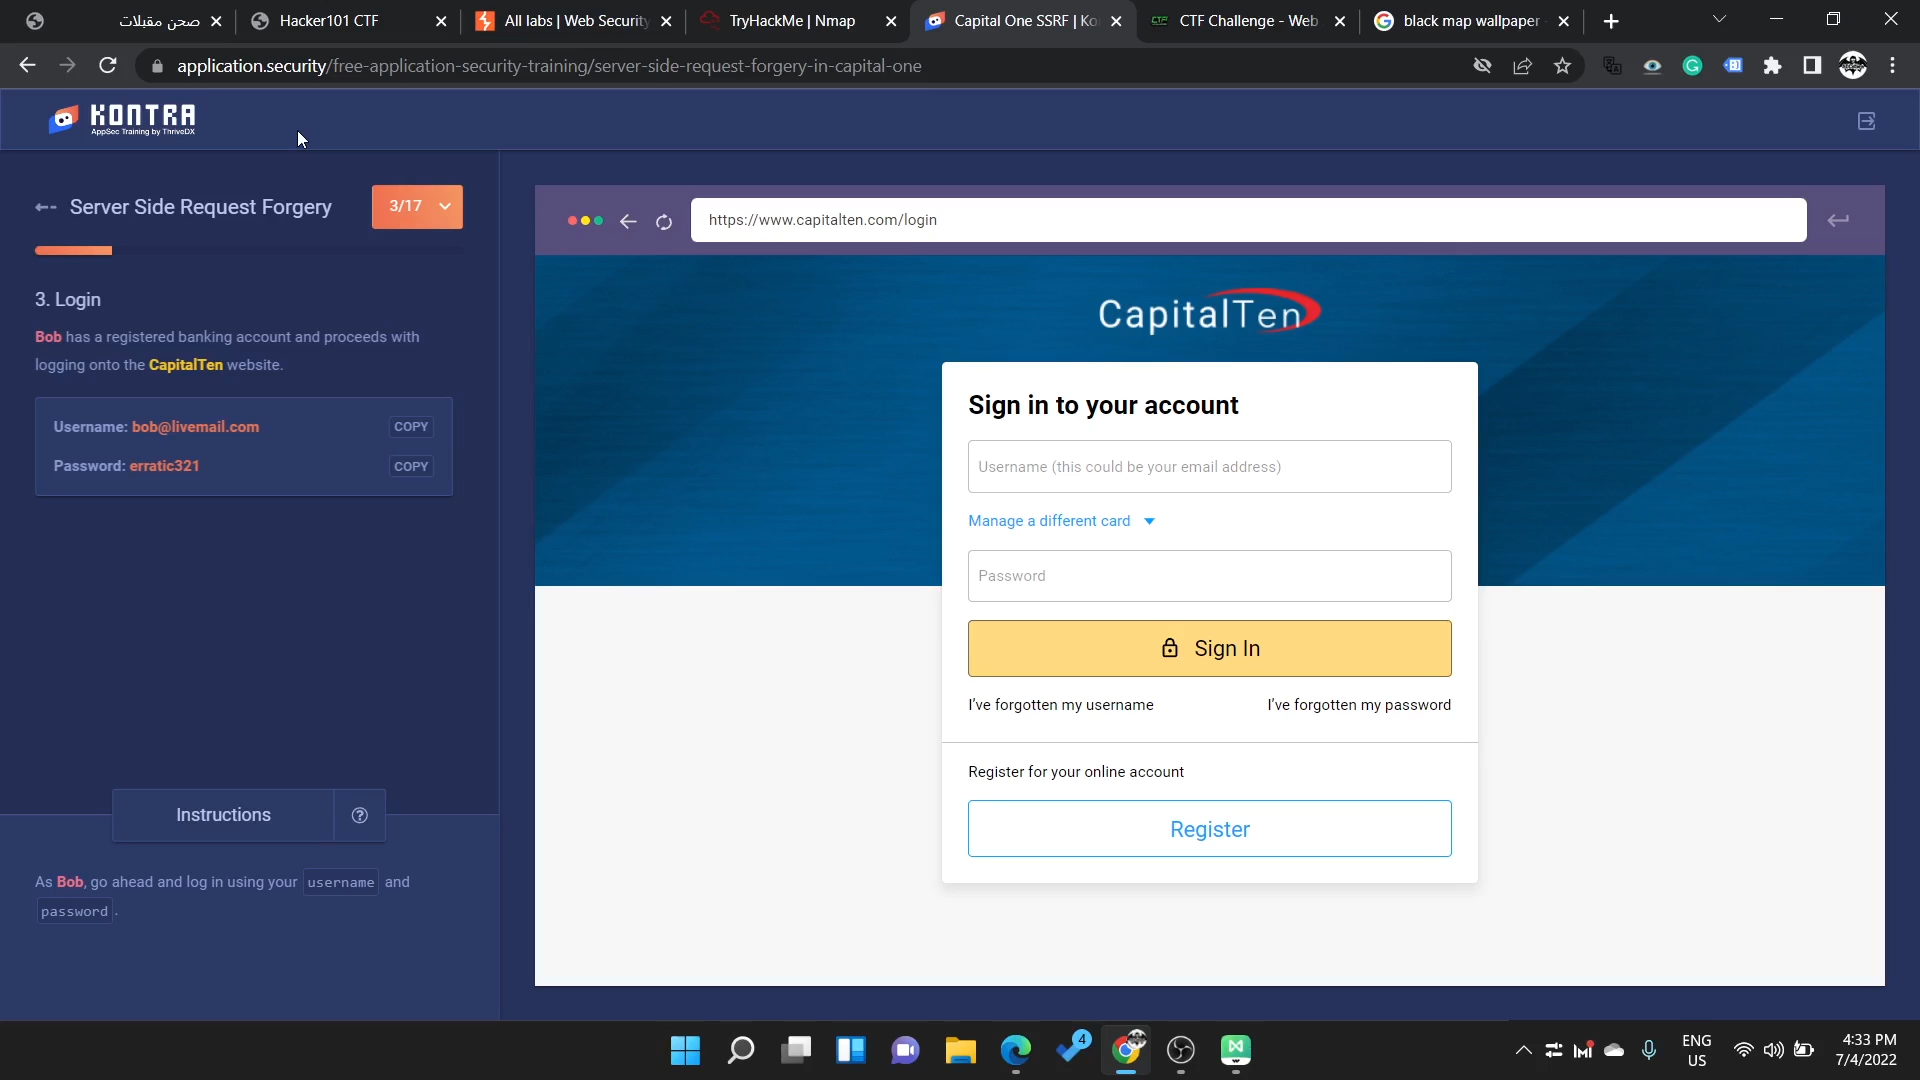 صحن مقبلات
Hacker101 CTF
All labs | Web Security
TryHackMe | Nmap
Capital One SSRF | Ko
CTF Challenge - Web
black map wallpaper
application.security/free-application-security-training/server-side-request-forgery-in-capital-one
KONTRA
AppSec Training by ThriveDX
Server Side Request Forgery
3/17
3. Login
Bob has a registered banking account and proceeds with
logging onto the CapitalTen website.
Username: bob@livemail.com
COPY
Password: erratic321
COPY
Instructions
As Bob, go ahead and log in using your username and
password.
https://www.capitalten.com/login
CapitalTen
Sign in to your account
Username (this could be your email address)
Manage a different card
Password
Sign In
I've forgotten my username
I've forgotten my password
Register for your online account
Register
4
ENG
US
4:33 PM
7/4/2022